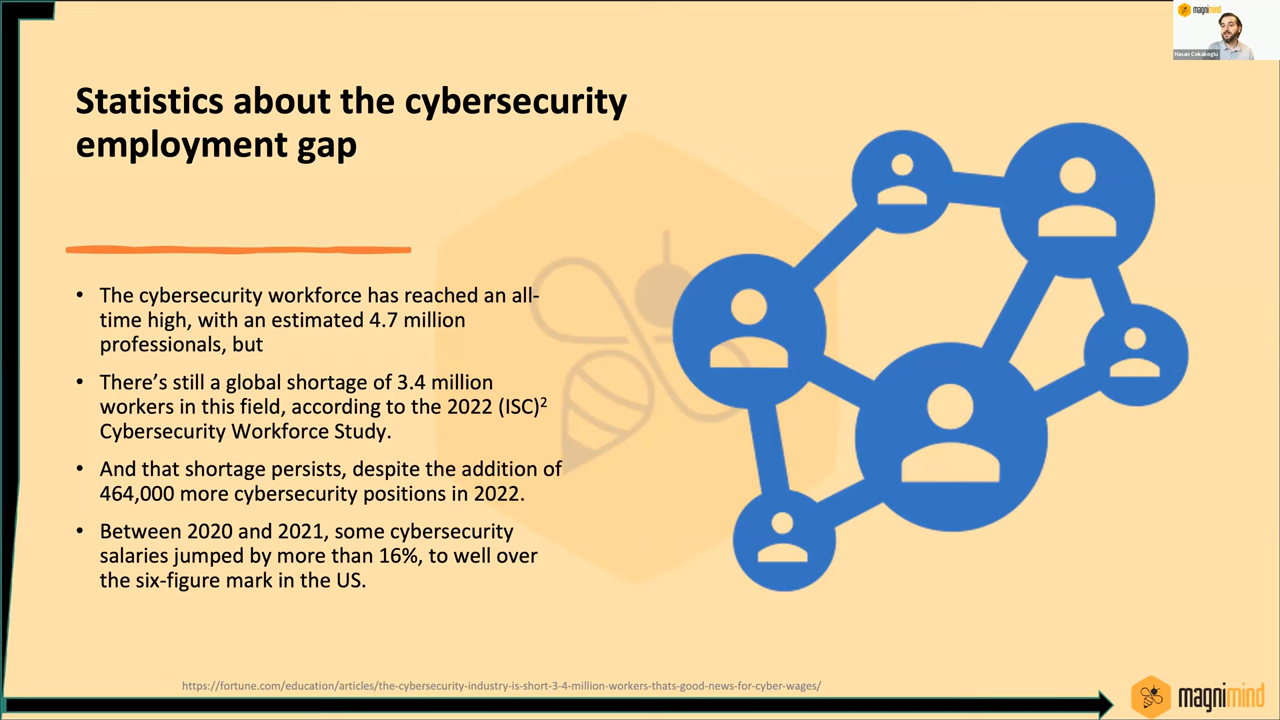 magnimind
Hasan Cokakoglu
Statistics about the cybersecurity
employment gap
• The cybersecurity workforce has reached an all-
time high, with an estimated 4.7 million
professionals, but
• There’s still a global shortage of 3.4 million
workers in this field, according to the 2022 (ISC)²
Cybersecurity Workforce Study.
• And that shortage persists, despite the addition of
464,000 more cybersecurity positions in 2022.
• Between 2020 and 2021, some cybersecurity
salaries jumped by more than 16%, to well over
the six-figure mark in the US.
https://fortune.com/education/articles/the-cybersecurity-industry-is-short-3-4-million-workers-thats-good-news-for-cyber-wages/
magnimind